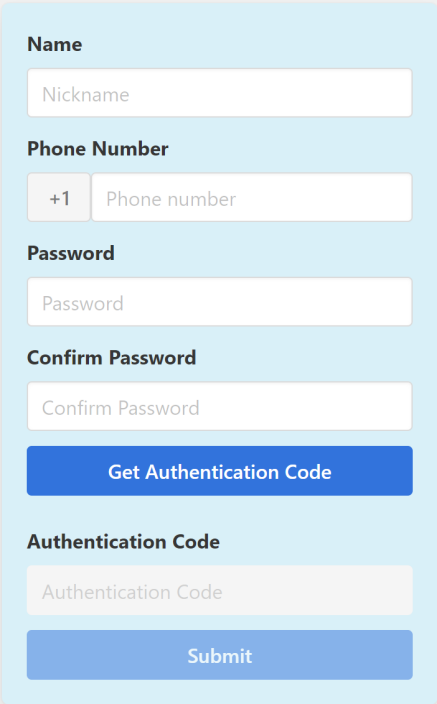 Name
Nickname
Phone Number
+1 Phone number
Password
Password
Confirm Password
Confirm Password
Get Authentication Code
Authentication Code
Authentication Code
Submit